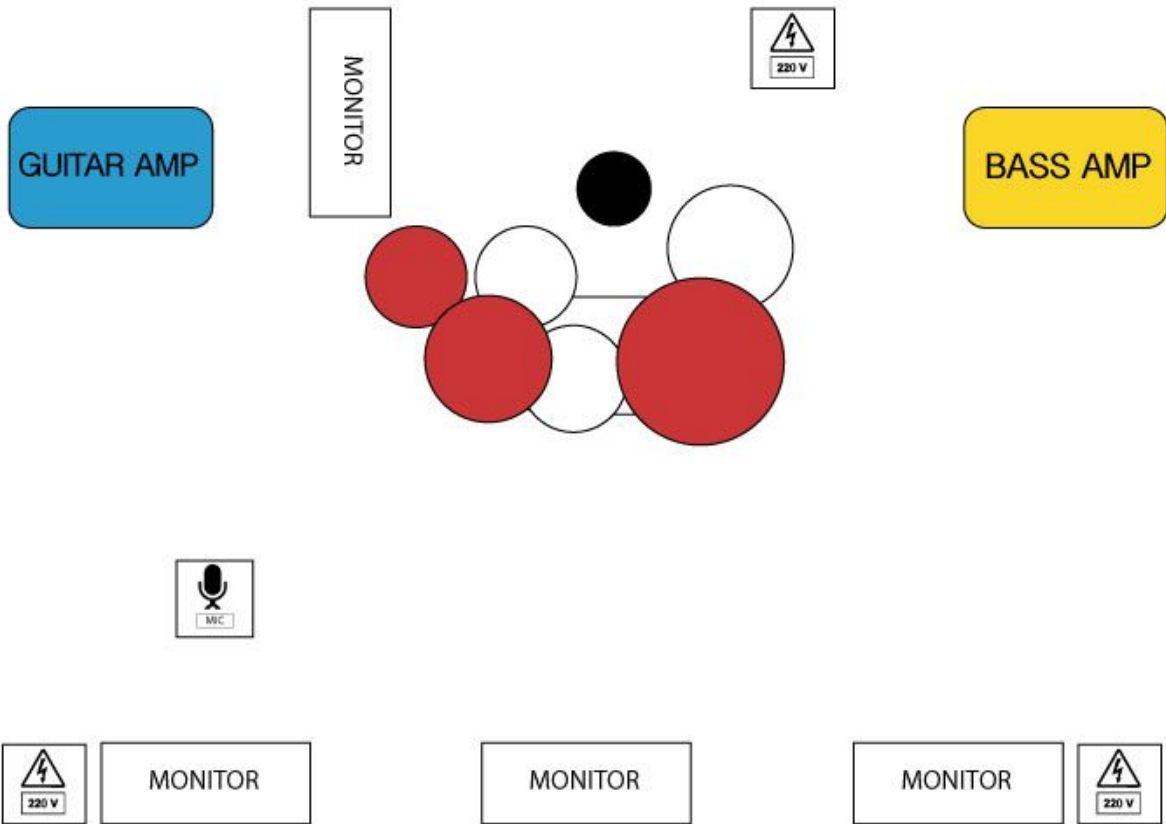 MONITOR
220 V
GUITAR AMP
BASS AMP
MIC
220 V
MONITOR
MONITOR
MONITOR
220 V